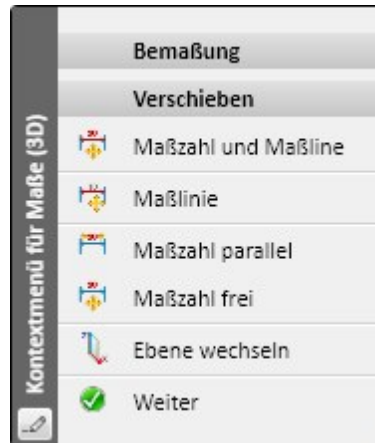 Kontextmenü für Maße (3D)
Bemaßung
Verschieben
Maßzahl und Maßline
Maßlinie
Maßzahl parallel
Maßzahl frei
Ebene wechseln
Weiter